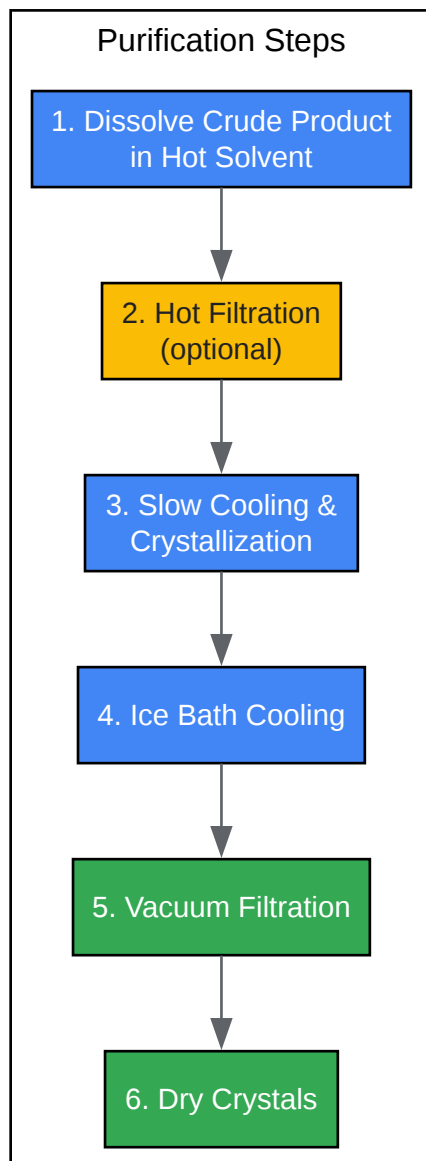 Purification Steps
1. Dissolve Crude Product
in Hot Solvent
2. Hot Filtration
(optional)
3. Slow Cooling &
Crystallization
4. Ice Bath Cooling
5. Vacuum Filtration
6. Dry Crystals